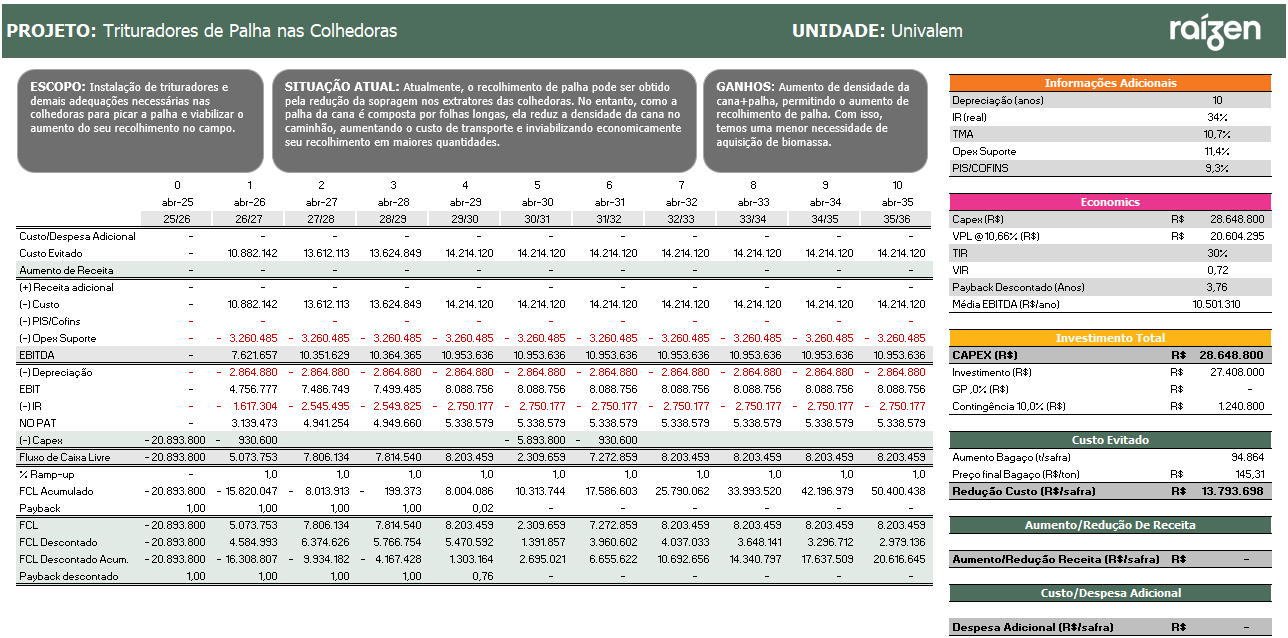 PROJETO: Trituradores de Palha nas Colhedoras
UNIDADE: Univalem
raízen
ESCOPO: Instalação de trituradores e
demais adequações necessárias nas
colhedoras para picar a palha e viabilizar o
aumento do seu recolhimento no campo.
SITUAÇÃO ATUAL: Atualmente, o recolhimento de palha pode ser obtido
pela redução da sopragem nos extratores das colhedoras. No entanto, como a
palha da cana é composta por folhas longas, ela reduz a densidade da cana no
caminhão, aumentando o custo de transporte e inviabilizando economicamente
seu recolhimento em maiores quantidades.
GANHOS: Aumento de densidade da
cana+palha, permitindo o aumento de
recolhimento de palha. Com isso,
temos uma menor necessidade de
aquisição de biomassa.
0 1 2 3 4 5 6 7 8 9 10
abr-25 abr-26 abr-27 abr-28 abr-29 abr-30 abr-31 abr-32 abr-33 abr-34 abr-35
25/26 26/27 27/28 28/29 29/30 30/31 31/32 32/33 33/34 34/35 35/36
Custo/Despesa Adicional - - - - - - - - - - -
Custo Evitado - 10.882.142 13.612.113 13.624.849 14.214.120 14.214.120 14.214.120 14.214.120 14.214.120 14.214.120 14.214.120
Aumento de Receita - - - - - - - - - - -
(+) Receita adicional - - - - - - - - - - -
(-) Custo - 10.882.142 13.612.113 13.624.849 14.214.120 14.214.120 14.214.120 14.214.120 14.214.120 14.214.120 14.214.120
(-) PIS/Cofins - - - - - - - - - - -
(-) Opex Suporte - - 3.260.485 - 3.260.485 - 3.260.485 - 3.260.485 - 3.260.485 - 3.260.485 - 3.260.485 - 3.260.485 - 3.260.485 - 3.260.485
EBITDA - 7.621.657 10.351.629 10.364.365 10.953.636 10.953.636 10.953.636 10.953.636 10.953.636 10.953.636 10.953.636
(-) Depreciação - - 2.864.880 - 2.864.880 - 2.864.880 - 2.864.880 - 2.864.880 - 2.864.880 - 2.864.880 - 2.864.880 - 2.864.880 - 2.864.880
EBIT - 4.756.777 7.486.749 7.499.485 8.088.756 8.088.756 8.088.756 8.088.756 8.088.756 8.088.756 8.088.756
(-) IR - - 1.617.304 - 2.545.495 - 2.549.825 - 2.750.177 - 2.750.177 - 2.750.177 - 2.750.177 - 2.750.177 - 2.750.177 - 2.750.177
NOPAT - 3.139.473 4.941.254 4.949.660 5.338.579 5.338.579 5.338.579 5.338.579 5.338.579 5.338.579 5.338.579
(-) Capex - 20.893.800 - 930.600 - 5.893.800 - 930.600
Fluxo de Caixa Livre - 20.893.800 5.073.753 7.806.134 7.814.540 8.203.459 2.309.659 7.272.859 8.203.459 8.203.459 8.203.459 8.203.459
% Ramp-up - 1,0 1,0 1,0 1,0 1,0 1,0 1,0 1,0 1,0 1,0
FCL Acumulado - 20.893.800 - 15.820.047 - 8.013.913 - 199.373 8.004.086 10.313.744 17.586.603 25.790.062 33.993.520 42.196.979 50.400.438
Payback 1,00 1,00 1,00 1,00 0,02 - - - - - -
FCL - 20.893.800 5.073.753 7.806.134 7.814.540 8.203.459 2.309.659 7.272.859 8.203.459 8.203.459 8.203.459 8.203.459
FCL Descontado - 20.893.800 4.584.993 6.374.626 5.766.754 5.470.592 1.391.857 3.960.602 4.037.033 3.648.141 3.296.712 2.979.136
FCL Descontado Acum. - 20.893.800 - 16.308.807 - 9.934.182 - 4.167.428 1.303.164 2.695.021 6.655.622 10.692.656 14.340.797 17.637.509 20.616.645
Payback descontado 1,00 1,00 1,00 1,00 0,76 - - - - - -
Informações Adicionais
Depreciação (anos) 10
IR (real) 34%
TMA 10,7%
Opex Suporte 11,4%
PIS/COFINS 9,3%
Economics
Capex (R$) R$ 28.648.800
VPL @ 10,66% (R$) R$ 20.604.295
TIR 30%
VIR 0,72
Payback Descontado (Anos) 3,76
Média EBITDA (R$/ano) 10.501.310
Investimento Total
CAPEX (R$) R$ 28.648.800
Investimento (R$) R$ 27.408.000
GP ,0% (R$) R$ -
Contingência 10,0% (R$) R$ 1.240.800
Custo Evitado
Aumento Bagaço (t/safra) 94.864
Preço final Bagaço (R$/ton) R$ 145,31
Redução Custo (R$/safra) R$ 13.793.698
Aumento/Redução De Receita
Aumento/Redução Receita (R$/safra) R$ -
Custo/Despesa Adicional
Despesa Adicional (R$/safra) R$ -